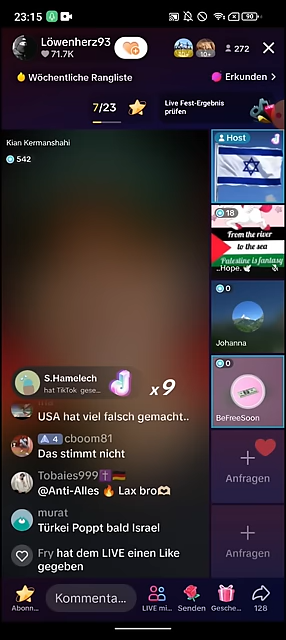 23:15
90
Löwenherz93
71.7K
10+
272
Wöchentliche Rangliste
Erkunden >
7/23
Live Fest-Ergebnis
prüfen
Kian Kermanshahi
542
Host
18
From the river
to the sea
Palestine is fantasy
..Hope.
0
Johanna
0
BeFreeSoon
Anfragen
Anfragen
S.Hamelech
hat TikTok gese...
x9
USA hat viel falsch gemacht..
4 cboom81
Das stimmt nicht
Tobaies999✝️🇩🇪
@Anti-Alles 🔥 Lax bro🫶🏻
murat
Türkei Poppt bald Israel
Fry hat dem LIVE einen Like
gegeben
Abonn...
Kommenta...
LIVE mi...
Senden
Gesche...
128